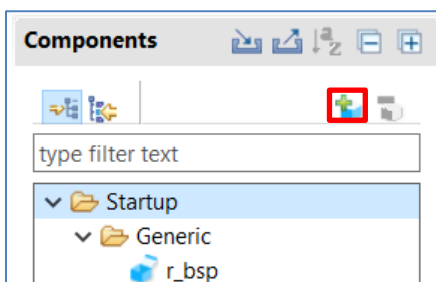 Components
type filter text
Startup
Generic
r_bsp